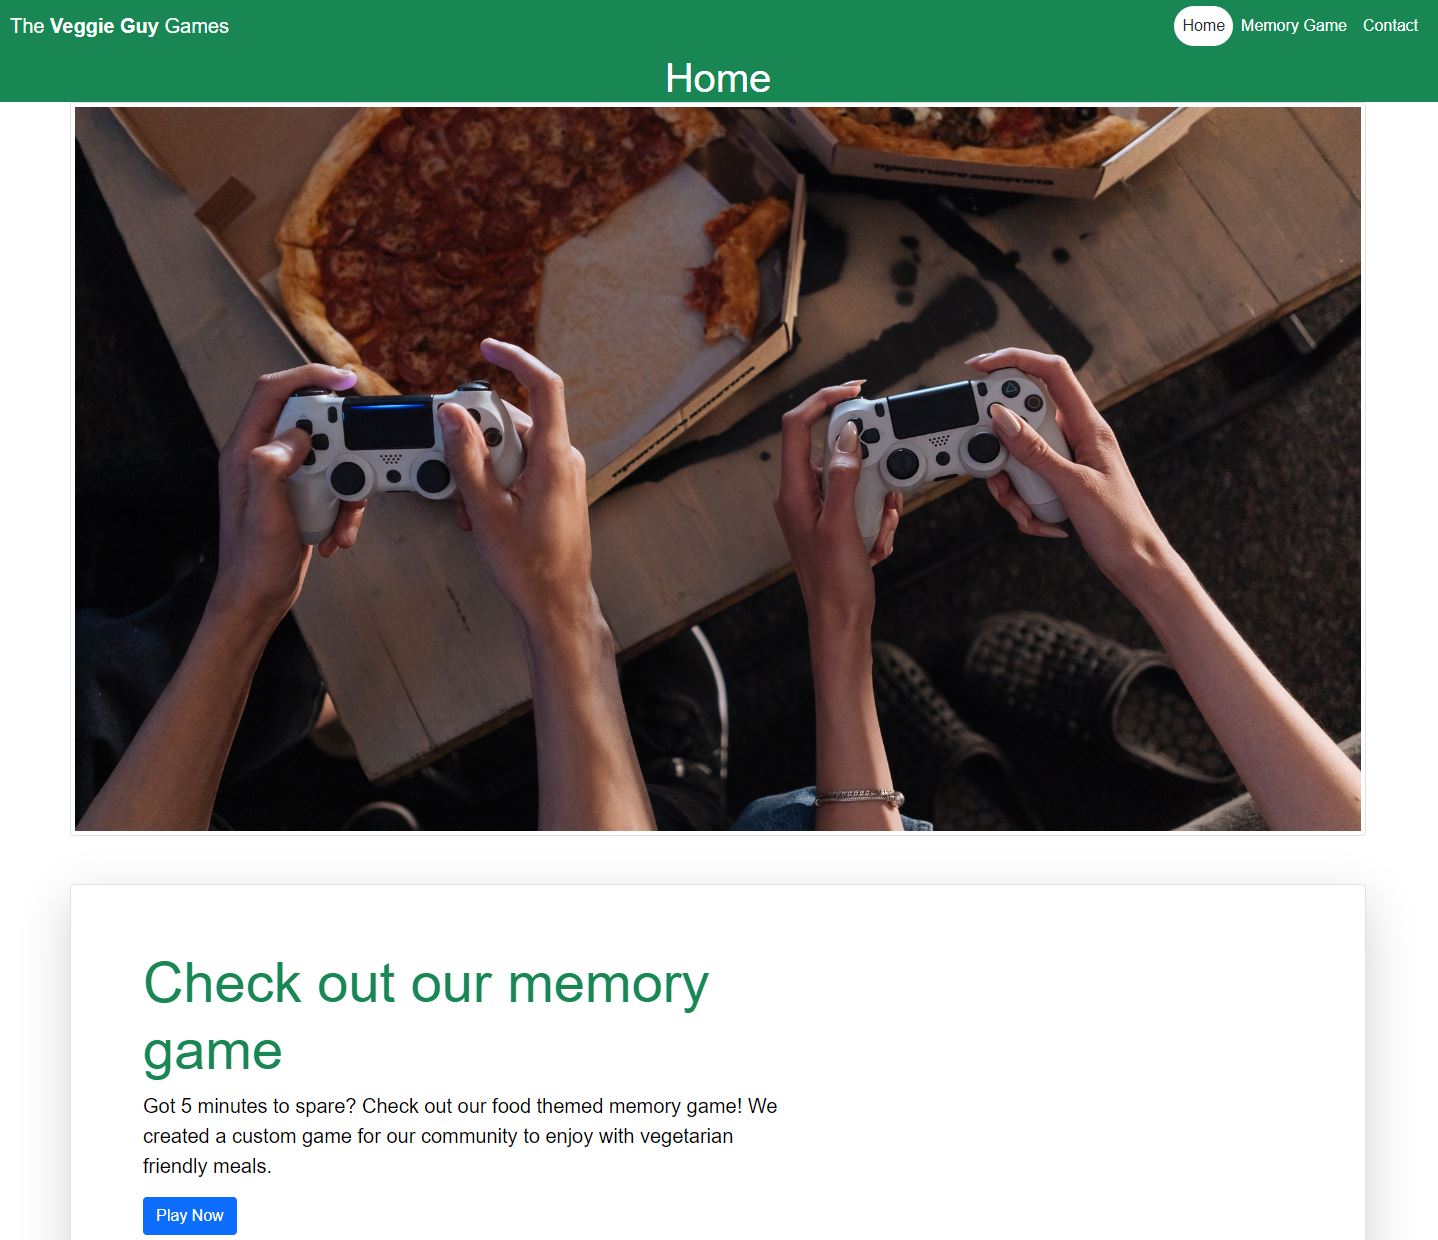 The Veggie Guy Games
Home Memory Game Contact
Home
Check out our memory
game
Got 5 minutes to spare? Check out our food themed memory game! We
created a custom game for our community to enjoy with vegetarian
friendly meals.
Play Now